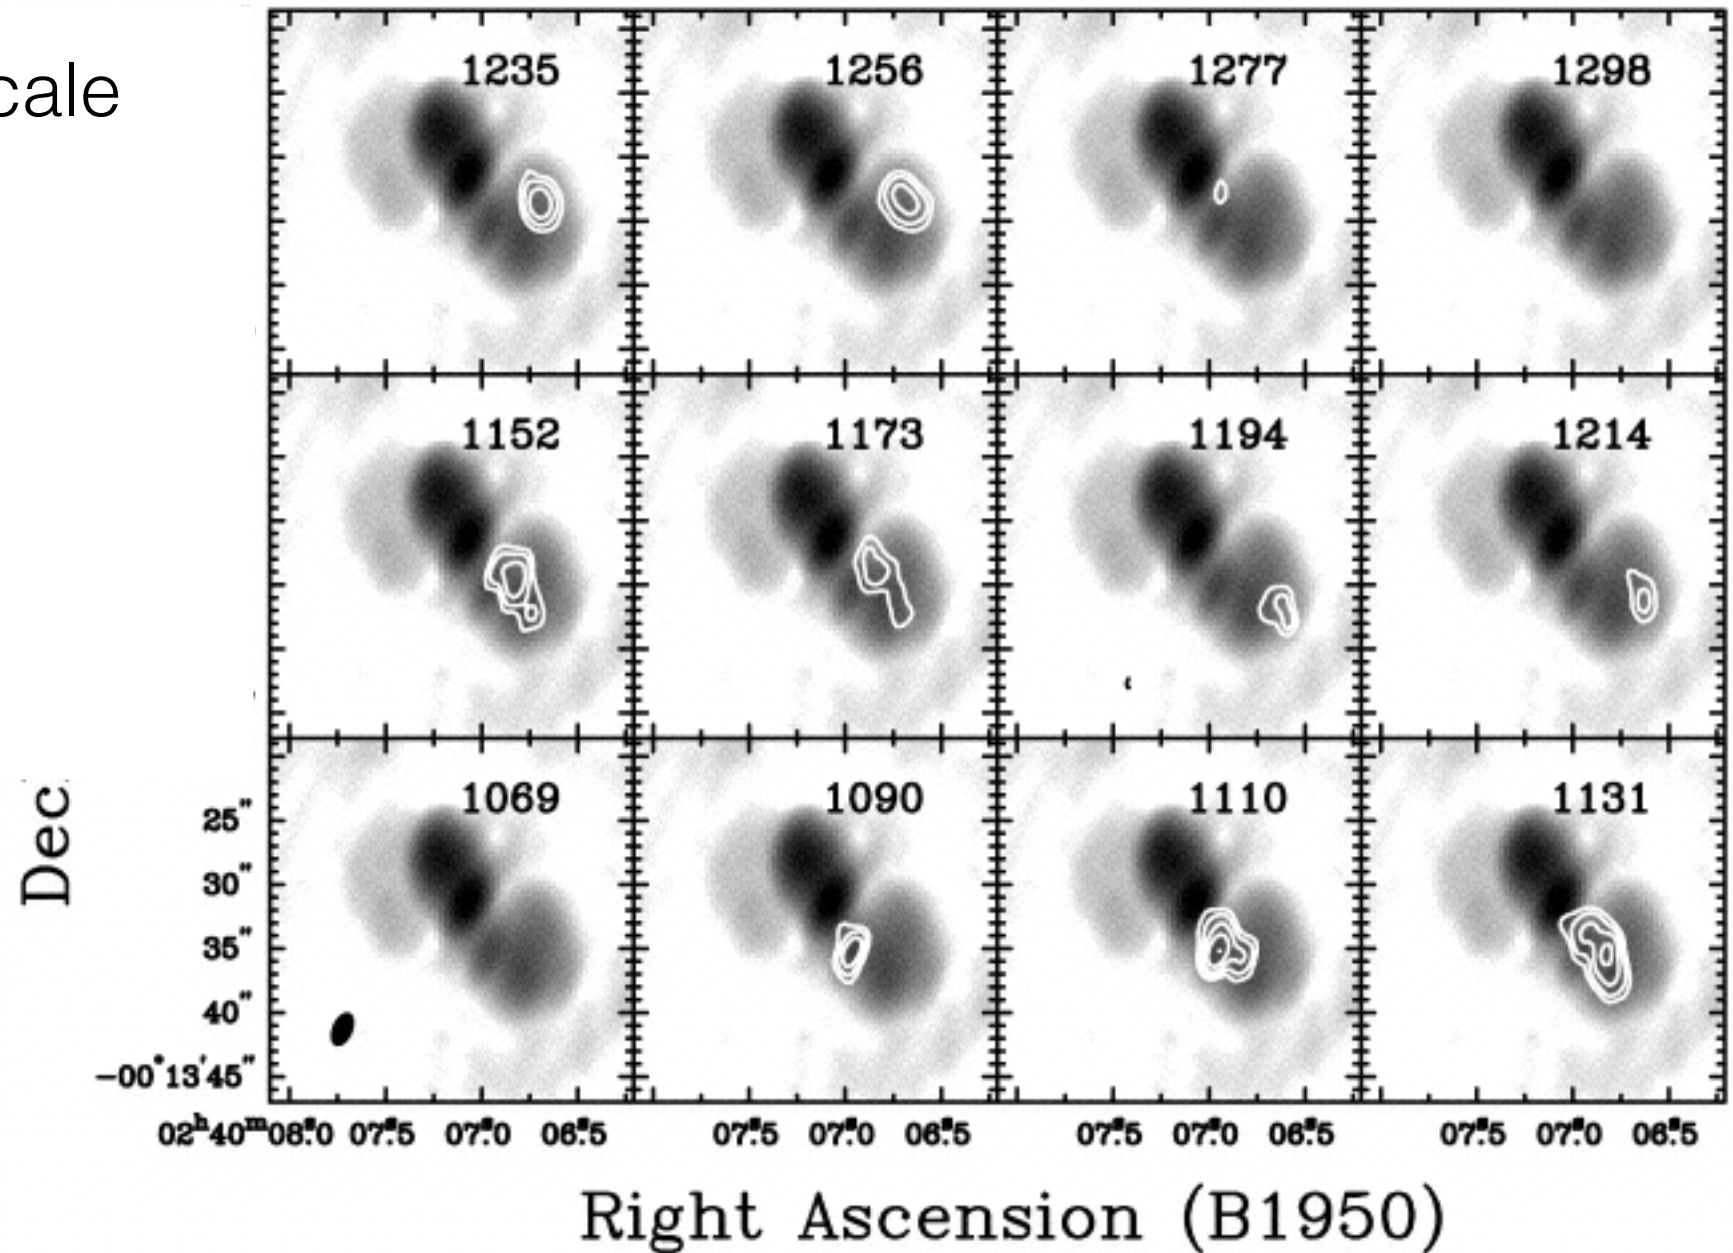 cale
1235 1256 1277 1298
1152 1173 1194 1214
1069 1090 1110 1131
Dec
25"
30"
35"
40"
−00°13'45"
02ʰ40ᵐ08ˢ.0 07ˢ.5 07ˢ.0 06ˢ.5 07ˢ.5 07ˢ.0 06ˢ.5 07ˢ.5 07ˢ.0 06ˢ.5 07ˢ.5 07ˢ.0 06ˢ.5
Right Ascension (B1950)